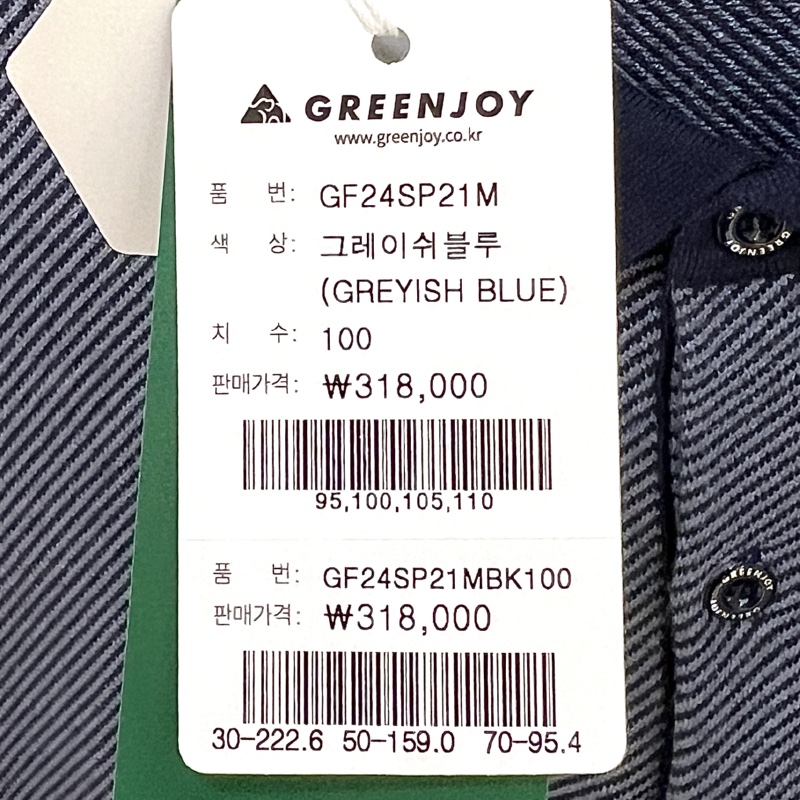 GREENJOY
www.greenjoy.co.kr
품 번: GF24SP21M
색 상: 그레이쉬블루
(GREYISH BLUE)
치 수: 100
판매가격: ₩318,000
95,100,105,110
품 번: GF24SP21MBK100
판매가격: ₩318,000
30-222.6 50-159.0 70-95.4
GREENJOY
GREENJOY